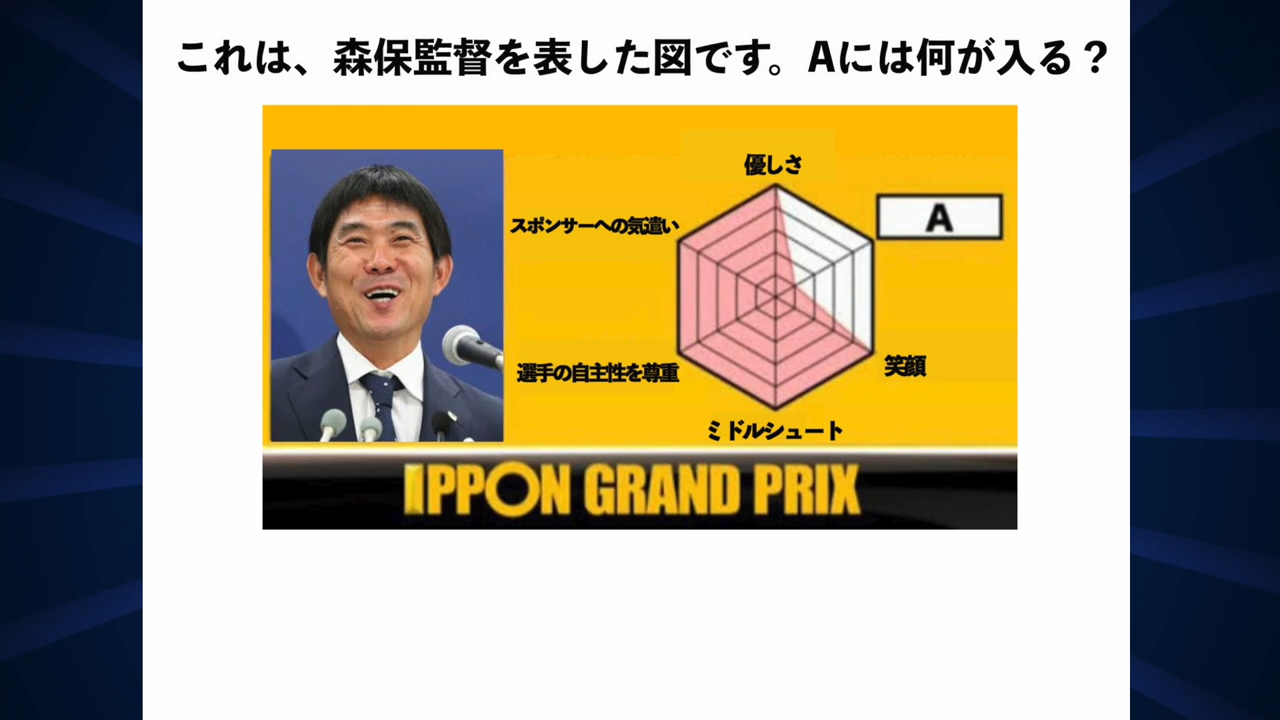 これは、森保監督を表した図です。Aには何が入る？
優しさ
スポンサーへの気遣い
A
選手の自主性を尊重
笑顔
ミドルシュート
IPPON GRAND PRIX